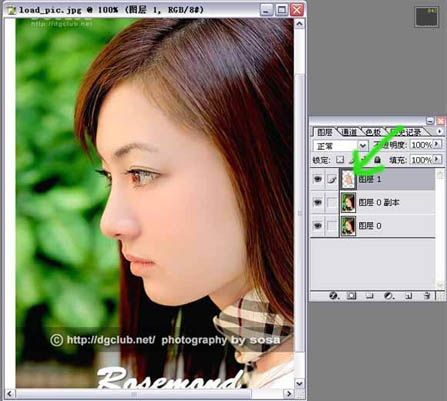 load_pic.jpg @ 100% (图层 1, RGB/8#)
http://dgclub.net/
© http://dgclub.net/ photography by sosa
Rosemond
图层 通道 色板 历史记录
正常 不透明度: 100%
锁定: 填充: 100%
图层 1
图层 0 副本
图层 0